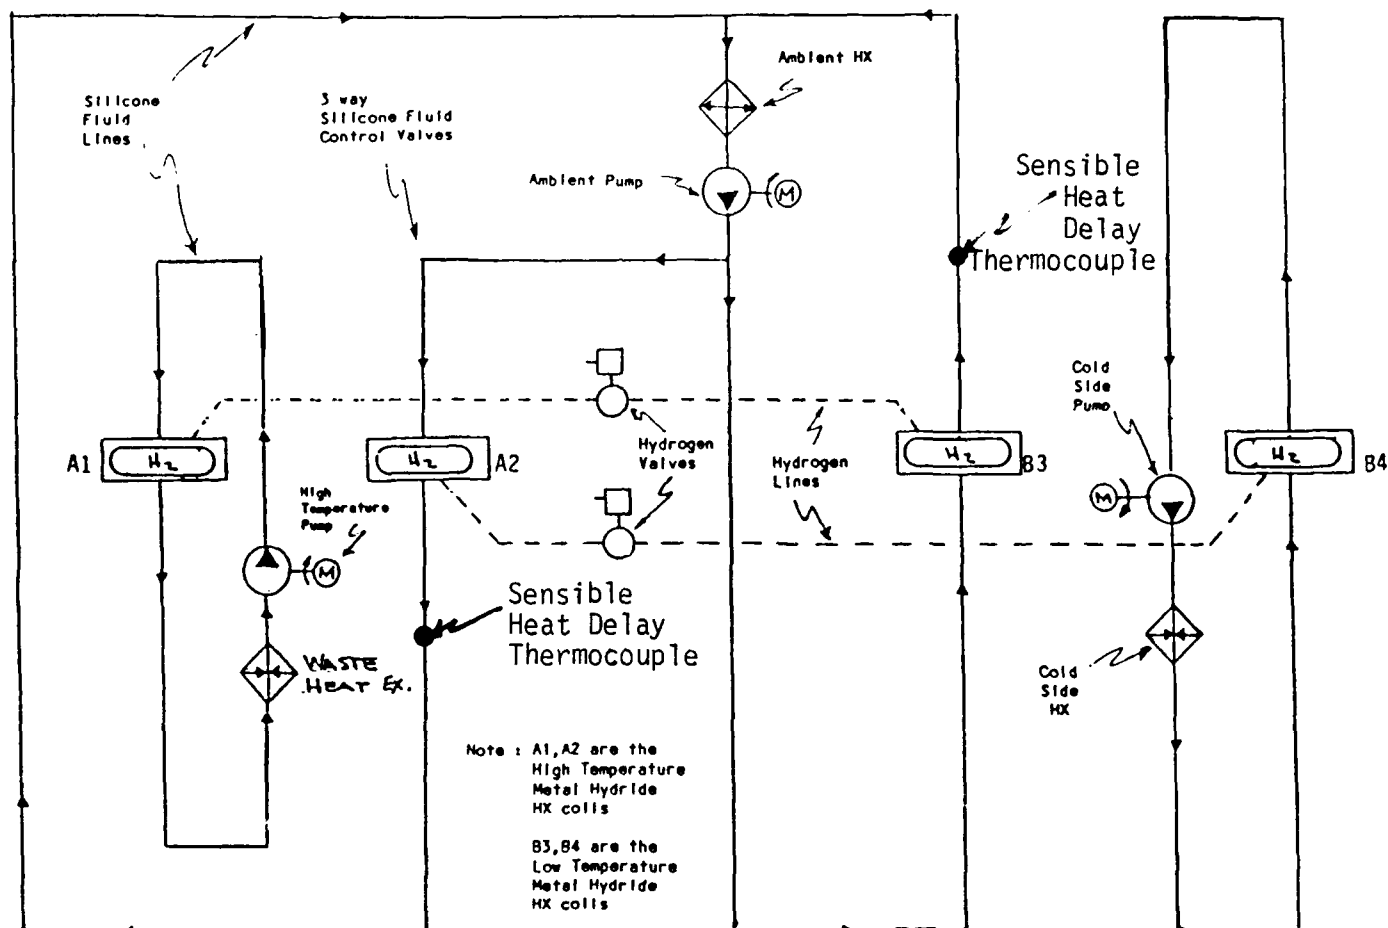 Ambient HX
Silicone
Fluid
Lines
3 way
Silicone Fluid
Control Valves
Ambient Pump
M
Sensible
Heat
Delay
Thermocouple
Cold
Side
Pump
A1
H2
H2
A2
Hydrogen
Valves
Hydrogen
Lines
H2
B3
H2
B4
High
Temperature
Pump
M
M
Sensible
Heat Delay
Thermocouple
WASTE
HEAT EX.
Cold
Side
HX
Note : A1,A2 are the
High Temperature
Metal Hydride
HX coils
B3,B4 are the
Low Temperature
Metal Hydride
HX coils